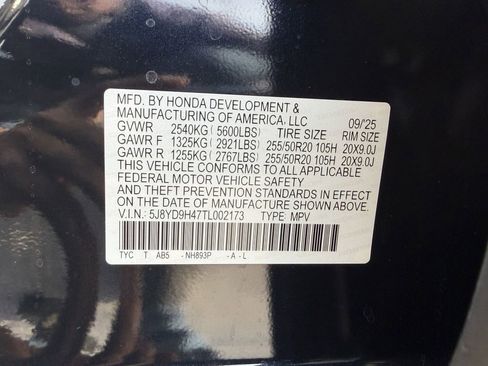 MFD. BY HONDA DEVELOPMENT &
MANUFACTURING OF AMERICA, LLC 09/'25
GVWR 2540KG ( 5600LBS) TIRE SIZE RIM SIZE
GAWR F 1325KG ( 2921LBS) 255/50R20 105H 20X9.0J
GAWR R 1255KG ( 2767LBS) 255/50R20 105H 20X9.0J
THIS VEHICLE CONFORMS TO ALL APPLICABLE
FEDERAL MOTOR VEHICLE SAFETY
AND THEFT PREVENTION STANDARDS IN EFFECT
ON THE DATE OF MANUFACTURE SHOWN ABOVE.
V.I.N.: 5J8YD9H47TL002173 TYPE: MPV
TYC T AB5 -NH893P -A-L